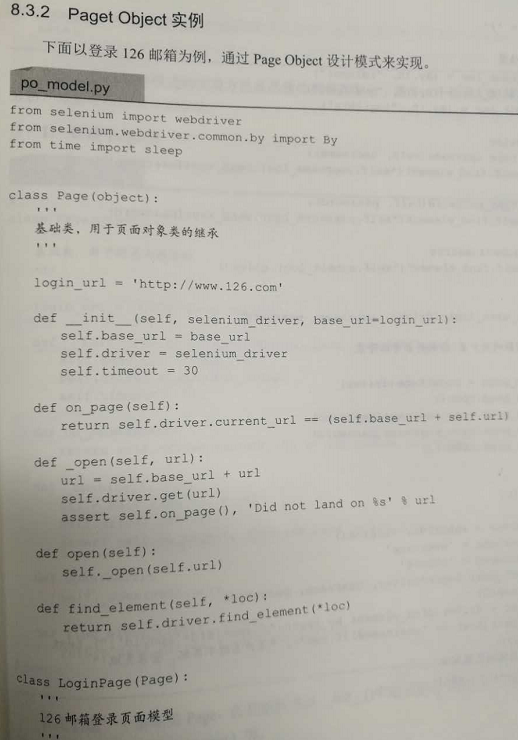 8.3.2 Paget Object 实例
下面以登录 126 邮箱为例，通过 Page Object 设计模式来实现。
po_model.py
from selenium import webdriver
from selenium.webdriver.common.by import By
from time import sleep
class Page(object):
'''
基础类，用于页面对象类的继承
'''
login_url = 'http://www.126.com'
def __init__(self, selenium_driver, base_url=login_url):
self.base_url = base_url
self.driver = selenium_driver
self.timeout = 30
def on_page(self):
return self.driver.current_url == (self.base_url + self.url)
def _open(self, url):
url = self.base_url + url
self.driver.get(url)
assert self.on_page(), 'Did not land on %s' % url
def open(self):
self._open(self.url)
def find_element(self, *loc):
return self.driver.find_element(*loc)
class LoginPage(Page):
'''
126 邮箱登录页面模型
'''